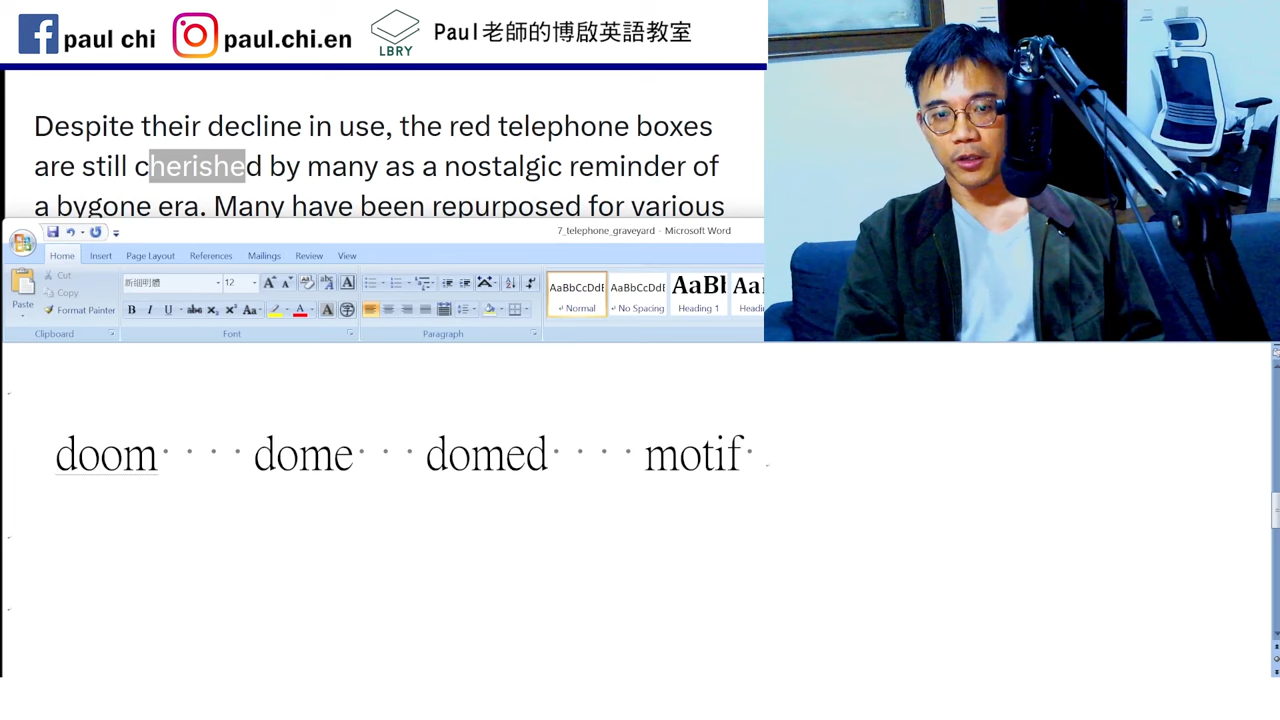 paul chi
paul.chi.en
LBRY
Paul老師的博啟英語教室
Despite their decline in use, the red telephone boxes
are still cherished by many as a nostalgic reminder of
a bygone era. Many have been repurposed for various
7_telephone_graveyard - Microsoft Word
Home Insert Page Layout References Mailings Review View
Paste
Cut
Copy
Format Painter
Clipboard
新細明體 12
Font
Paragraph
AaBbCcDdE AaBbCcDdE AaBbC AaB
Normal No Spacing Heading 1 Headin
doom dome domed motif